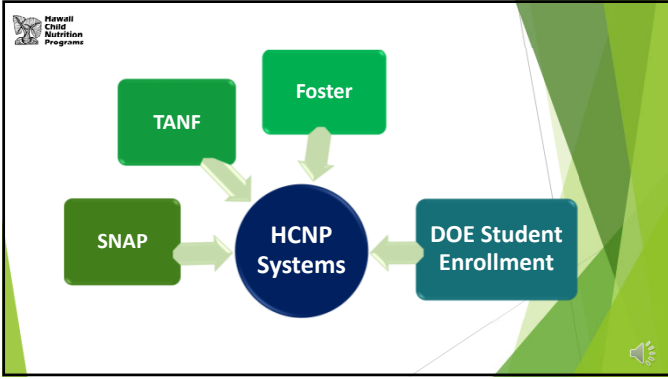 Hawaii
Child
Nutrition
Programs
Foster
TANF
SNAP
HCNP
Systems
DOE Student
Enrollment